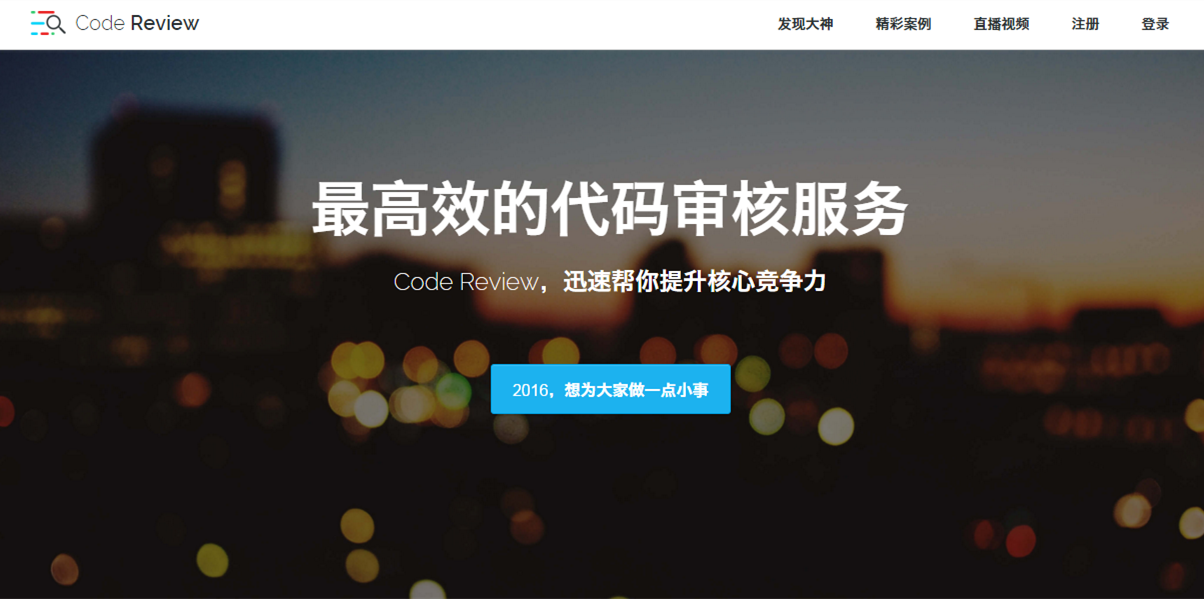 Code Review
发现大神 精彩案例 直播视频 注册 登录
最高效的代码审核服务
Code Review，迅速帮你提升核心竞争力
2016，想为大家做一点小事